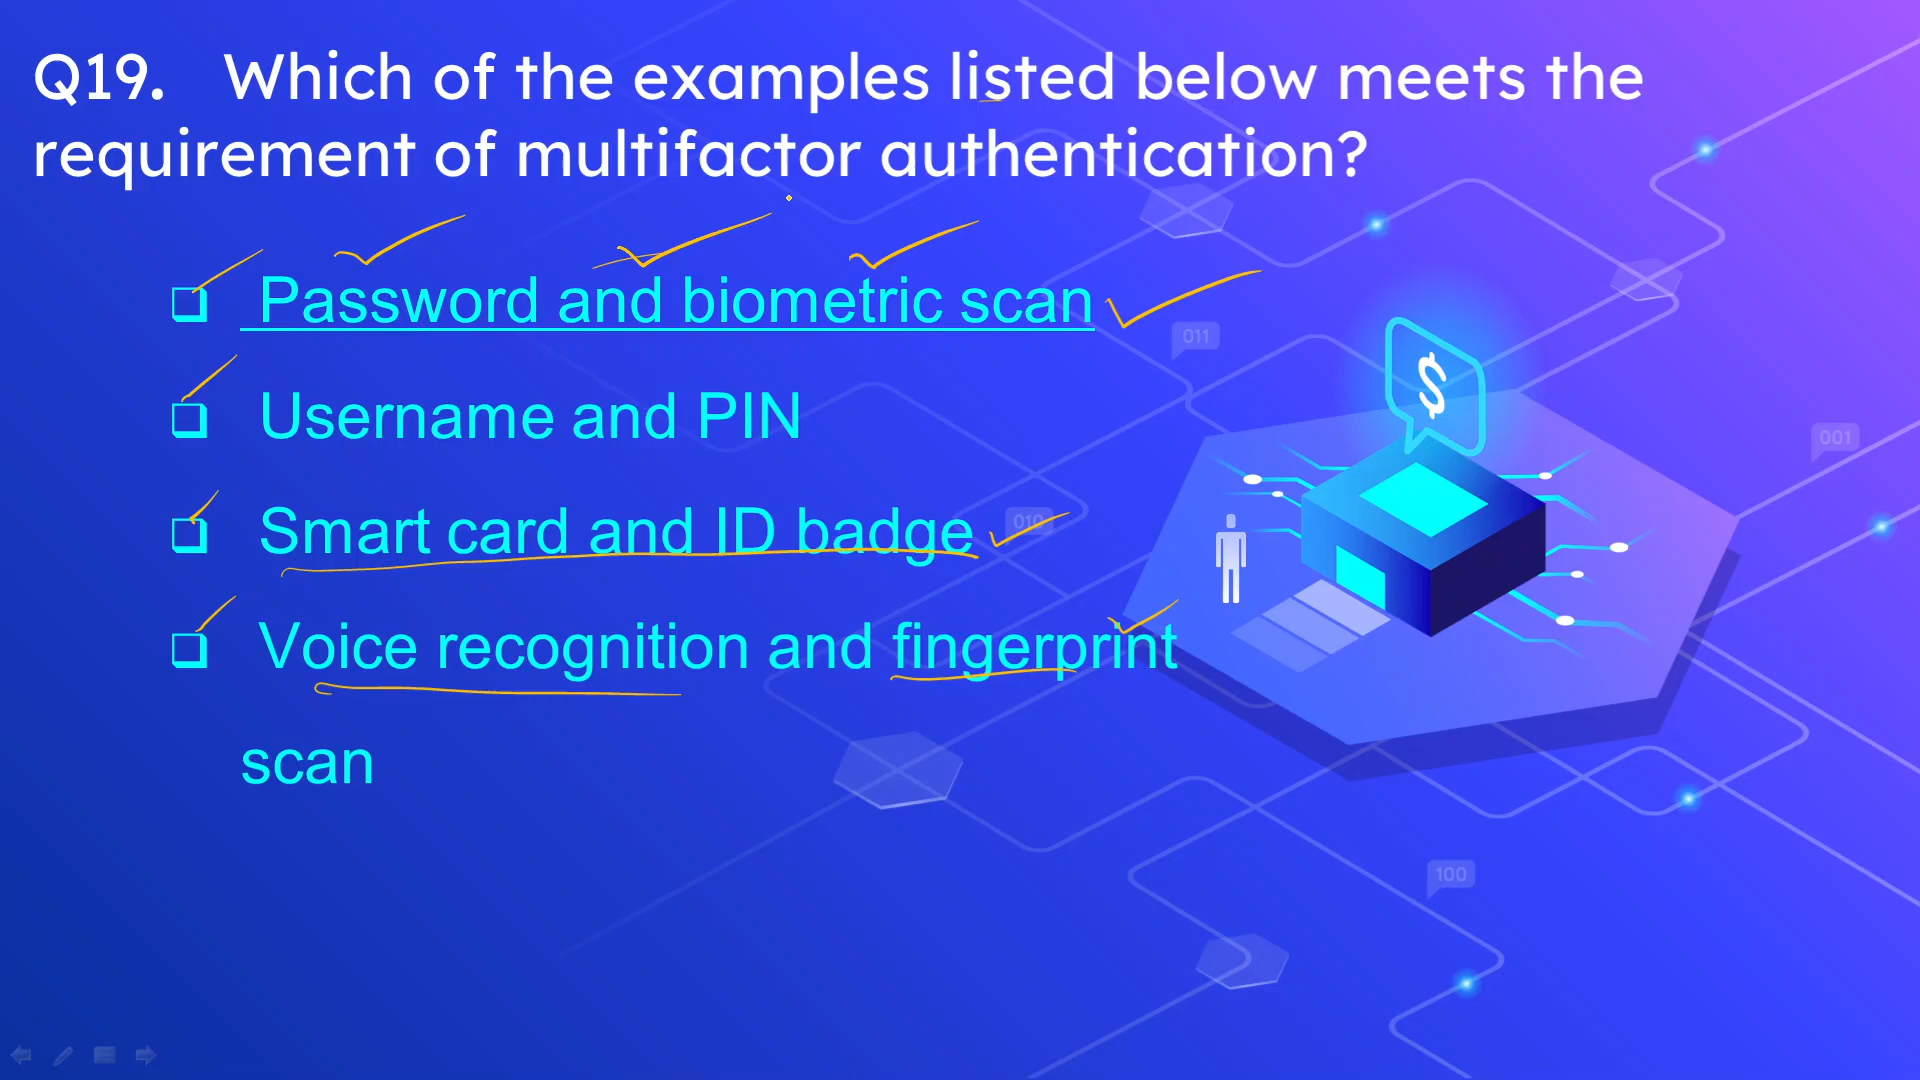 Q19. Which of the examples listed below meets the
requirement of multifactor authentication?
Password and biometric scan
Username and PIN
Smart card and ID badge
Voice recognition and fingerprint
scan
$
011
010
001
100